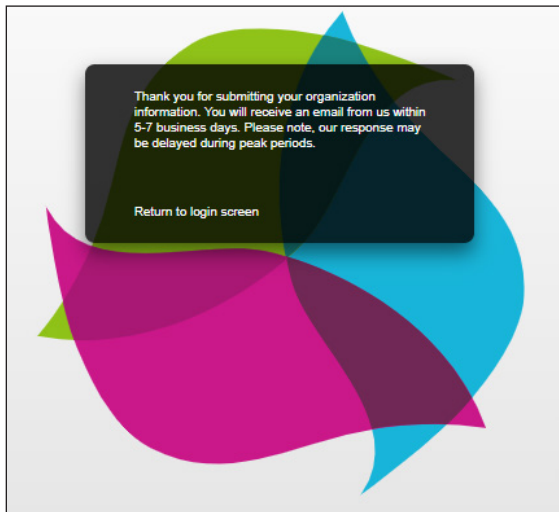 Thank you for submitting your organization
information. You will receive an email from us within
5-7 business days. Please note, our response may
be delayed during peak periods.
Return to login screen